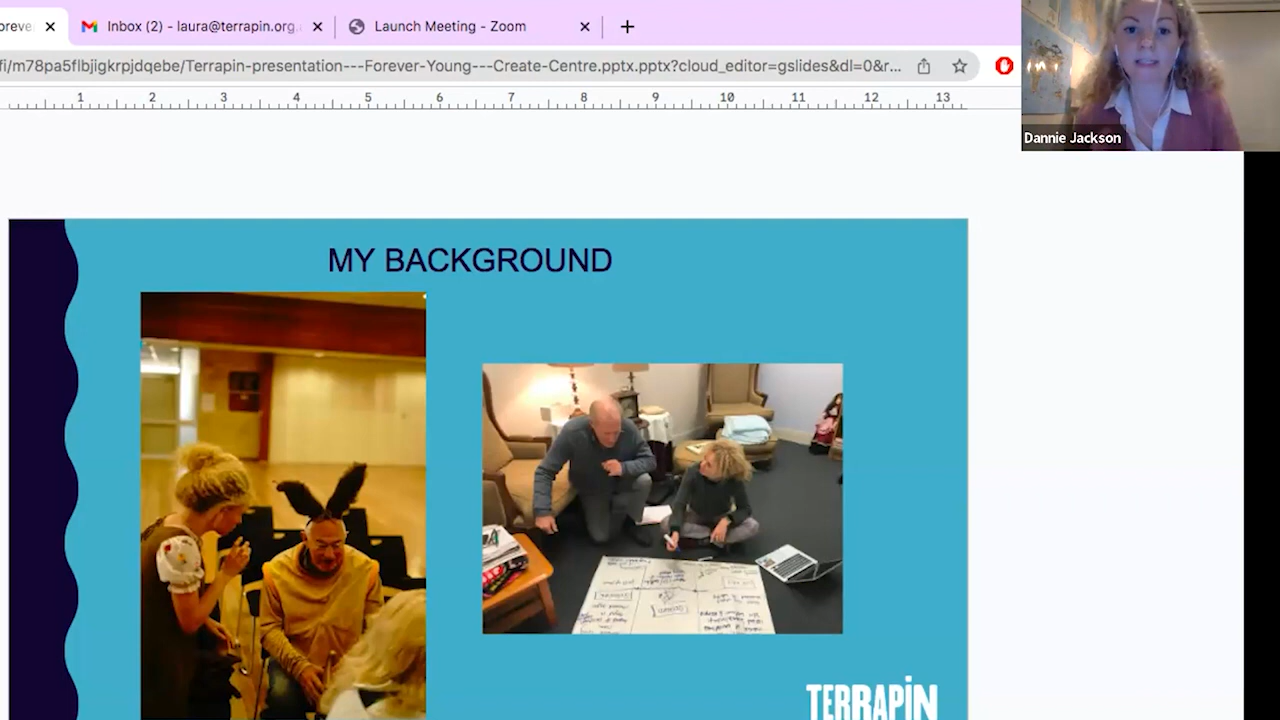 oreve
Inbox (2) - laura@terrapin.org.
Launch Meeting - Zoom
fi/m78pa5flbjigkrpjdqebe/Terrapin-presentation---Forever-Young---Create-Centre.pptx.pptx?cloud_editor=gslides&dl=0&r...
1 2 3 4 5 6 7 8 9 10 11 12 13
Dannie Jackson
MY BACKGROUND
TERRAPIN